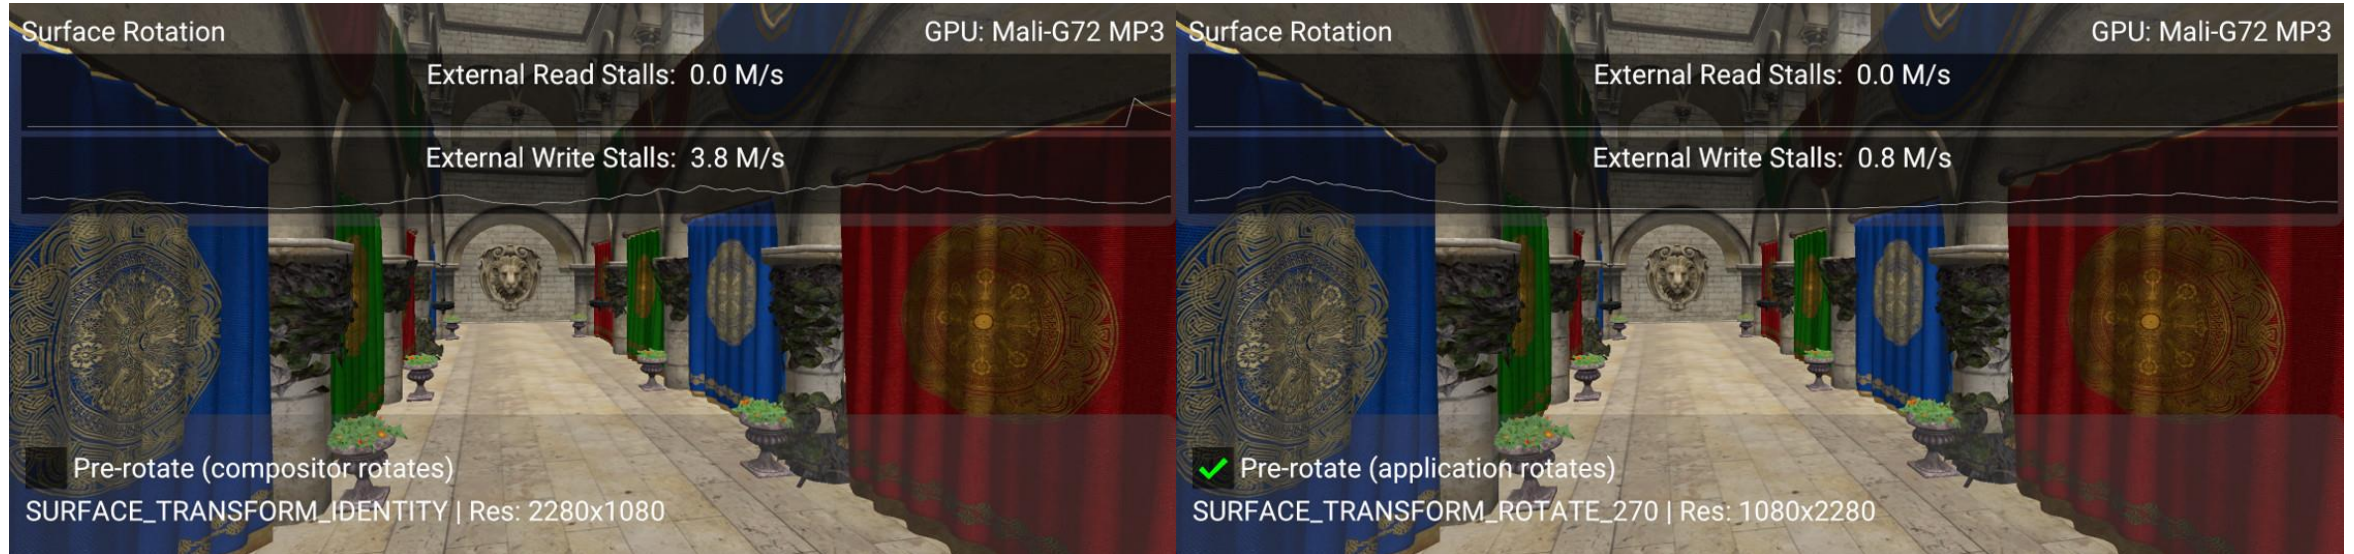 Surface Rotation
GPU: Mali-G72 MP3
External Read Stalls: 0.0 M/s
External Write Stalls: 3.8 M/s
Pre-rotate (compositor rotates)
SURFACE_TRANSFORM_IDENTITY | Res: 2280x1080
Surface Rotation
GPU: Mali-G72 MP3
External Read Stalls: 0.0 M/s
External Write Stalls: 0.8 M/s
Pre-rotate (application rotates)
SURFACE_TRANSFORM_ROTATE_270 | Res: 1080x2280